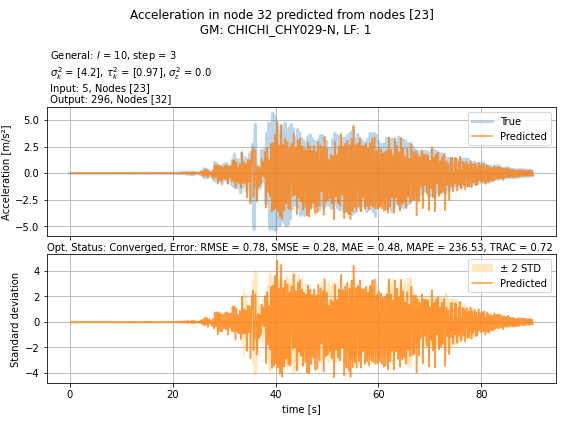 Acceleration in node 32 predicted from nodes [23]
GM: CHICHI_CHY029-N, LF: 1
General: l = 10, step = 3
σ²ₖ = [4.2], τ²ₖ = [0.97], σ²ε = 0.0
Input: 5, Nodes [23]
Output: 296, Nodes [32]
Acceleration [m/s²]
5.0
2.5
0.0
−2.5
−5.0
True
Predicted
Opt. Status: Converged, Error: RMSE = 0.78, SMSE = 0.28, MAE = 0.48, MAPE = 236.53, TRAC = 0.72
Standard deviation
4
2
0
−2
−4
± 2 STD
Predicted
0 20 40 60 80
time [s]